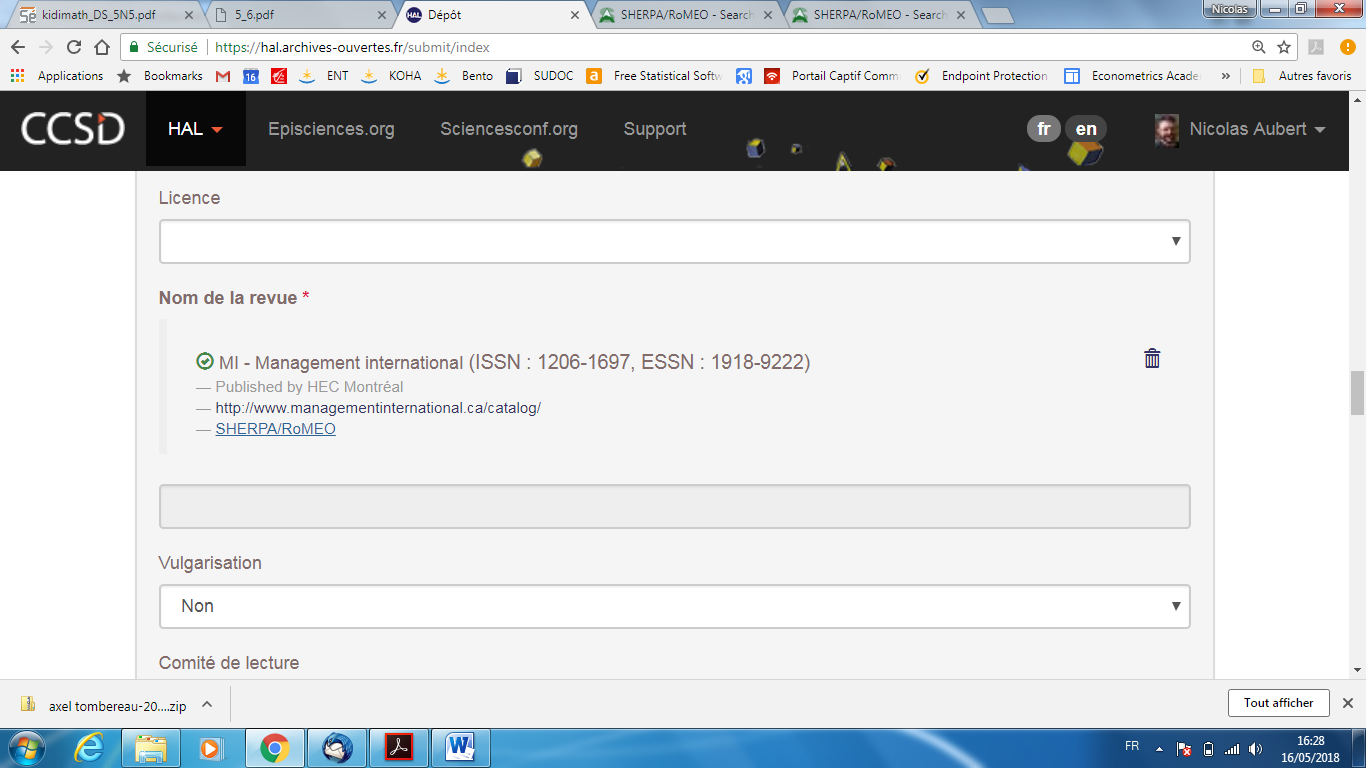 kidimath_DS_5N5.pdf 5_6.pdf Dépôt SHERPA/RoMEO - Search SHERPA/RoMEO - Search Nicolas
Sécurisé https://hal.archives-ouvertes.fr/submit/index
Applications Bookmarks 16 ENT KOHA Bento SUDOC a Free Statistical Softw Portail Captif Comm Endpoint Protection Econometrics Acade » Autres favoris
CCSD HAL Episciences.org Sciencesconf.org Support fr en Nicolas Aubert
Licence
Nom de la revue *
MI - Management international (ISSN : 1206-1697, ESSN : 1918-9222)
— Published by HEC Montréal
— http://www.managementinternational.ca/catalog/
— SHERPA/RoMEO
Vulgarisation
Non
Comité de lecture
axel tombereau-20....zip Tout afficher
FR 16:28
16/05/2018